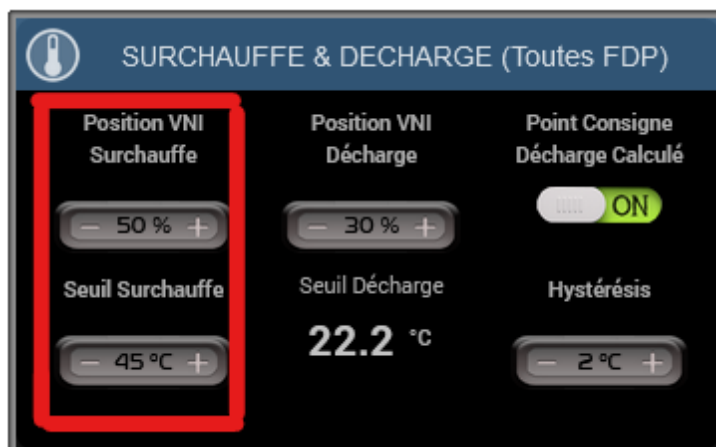 SURCHAUFFE & DECHARGE (Toutes FDP)
Position VNI
Surchauffe
50 %
Seuil Surchauffe
45 °C
Position VNI
Décharge
30 %
Seuil Décharge
22.2 °C
Point Consigne
Décharge Calculé
ON
Hystérésis
2 °C